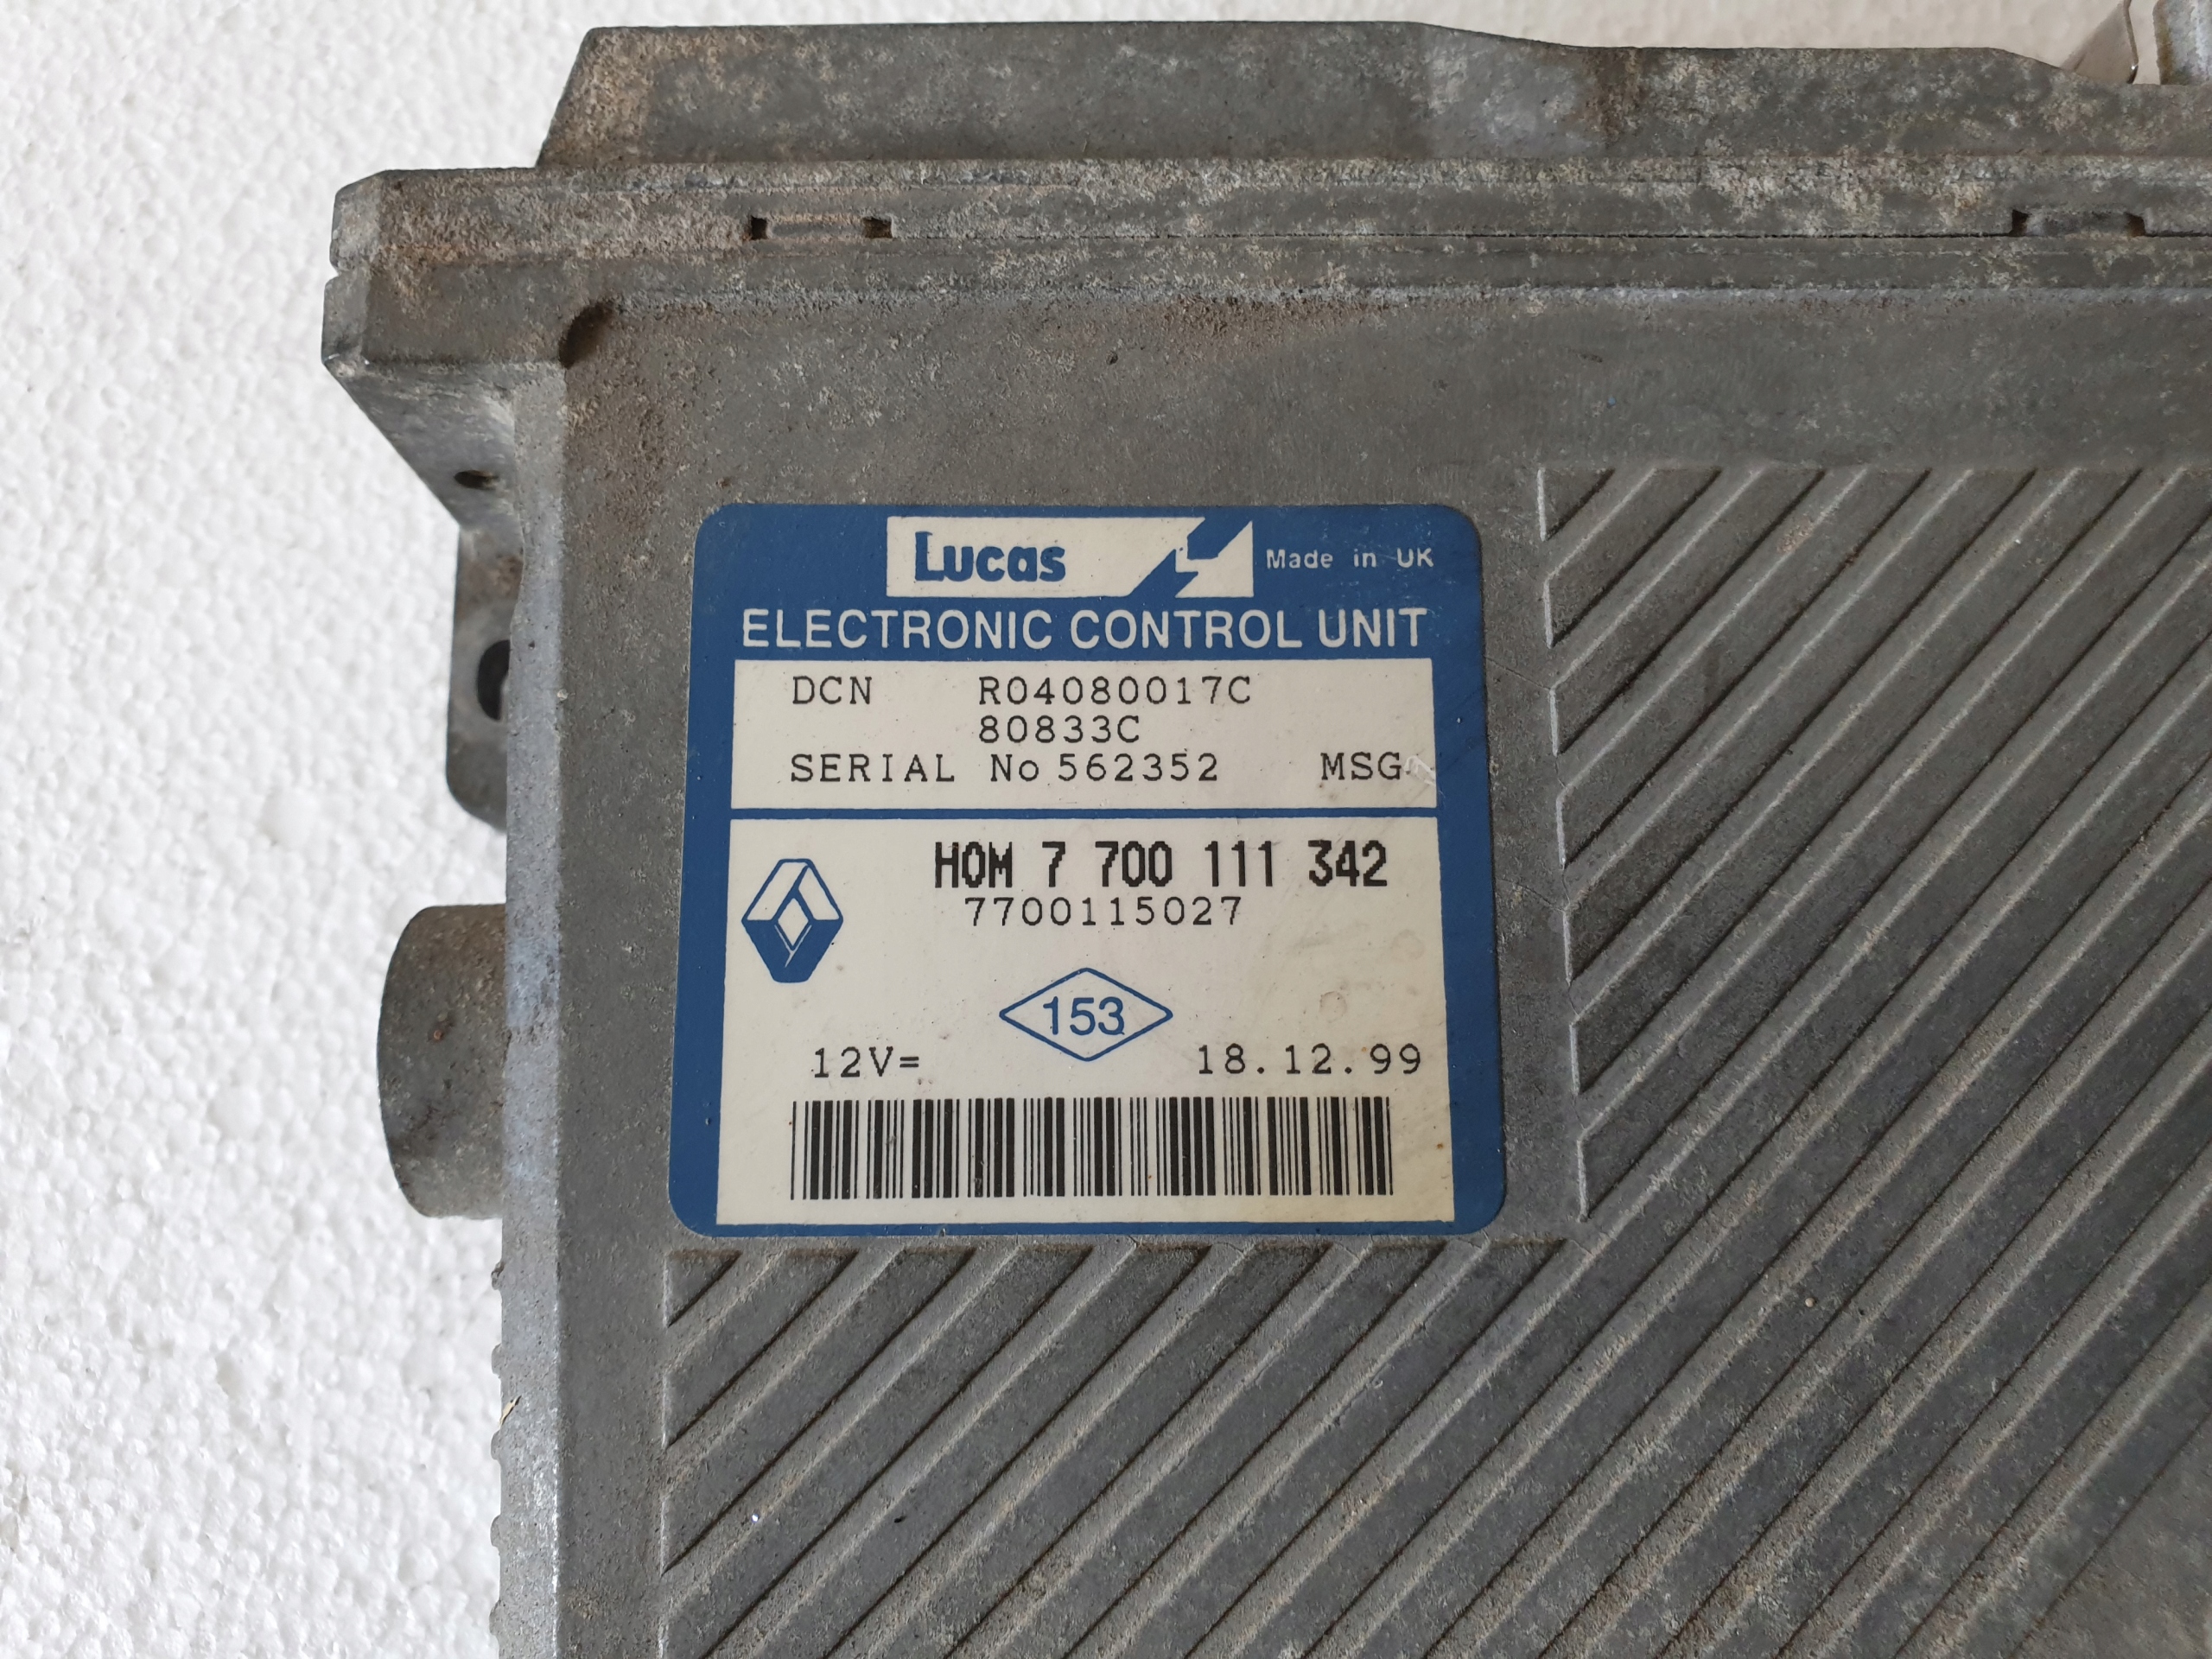 Lucas Made in UK
ELECTRONIC CONTROL UNIT
DCN R04080017C
80833C
SERIAL No 562352 MSG
HOM 7 700 111 342
7700115027
153
12V= 18.12.99